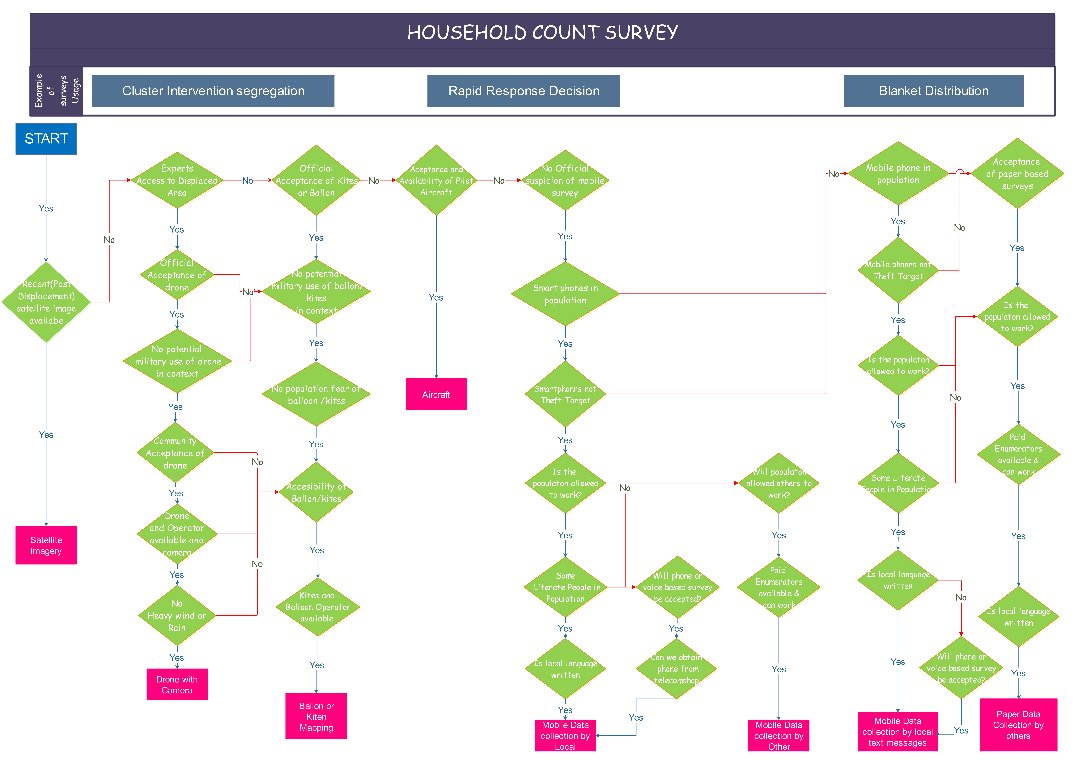 HOUSEHOLD COUNT SURVEY
Example
of
surveys
Usage
Cluster Intervention segregation
Rapid Response Decision
Blanket Distribution
START
Yes
Recent(Post
Displacement)
satellite image
availabe
Yes
Satellite
Imagery
No
Experts
Access to Displaced
Area
No
Yes
Official
Acceptance of
drone
Yes
No potential
military use of drone
in context
Yes
Community
Acceptance of
drone
Yes
Drone
and Operator
available and
camera
Yes
No
Heavy wind or
Rain
Yes
Drone with
Camera
No
No
No
Official
Acceptance of Kites
or Ballon
No
Yes
No potential
military use of ballon/
kites
in context
Yes
No population fear of
balloon /kitss
Yes
Accesibility of
Ballon/kites
Yes
Kites and
Balloon Operator
available
Yes
Ballon or
Kiten
Mapping
Aceptance and
Availability of Pilot
Aircraft
No
Yes
Aircraft
No Official
suspicion of mobile
survey
Yes
Smart phones in
population
Yes
Smartphons not
Theft Target
Yes
Is the
populaton allowed
to work?
Yes
No
Some
Literate People in
Population
Yes
Is local language
written
Yes
Mobile Data
collection by
Local
Will phone or
voice based survey
be accepted?
Yes
Can we obtain
phone from
telecomshop
Yes
Will populaton
allowed others to
work?
Yes
Paid
Enumerators
available &
can work
Yes
Mobile Data
collection by
Other
No
Mobile phone in
population
Yes
Mobile phones not
Theft Target
No
Yes
Is the populaton
allowed to work?
Yes
No
Some Literate
People in Population
Yes
Is local language
written
No
Yes
Will phone or
voice based survey
be accepted?
Yes
Mobile Data
collection by local
text messages
Acceptance
of paper based
surveys
Yes
Is the
populaton allowed
to work?
Yes
Paid
Enumerators
available &
can work
Yes
Is local language
written
Yes
Paper Data
Collection by
others